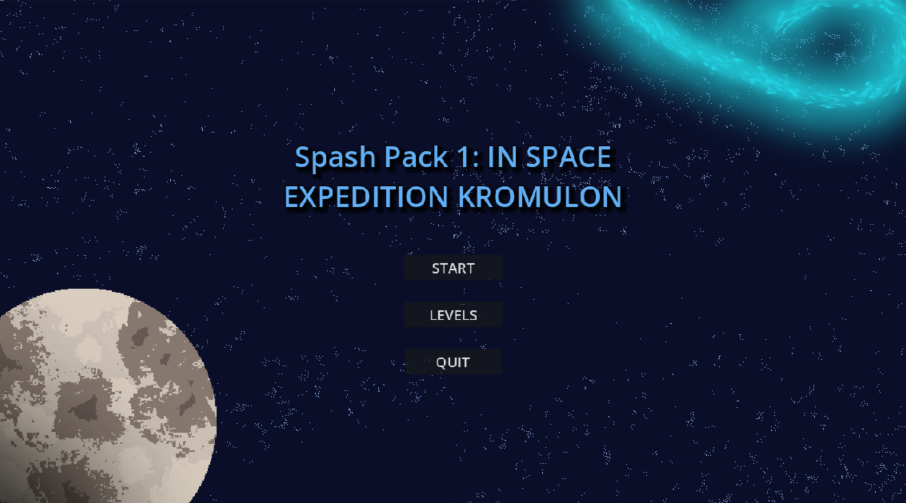 Spash Pack 1: IN SPACE
EXPEDITION KROMULON
START
LEVELS
QUIT